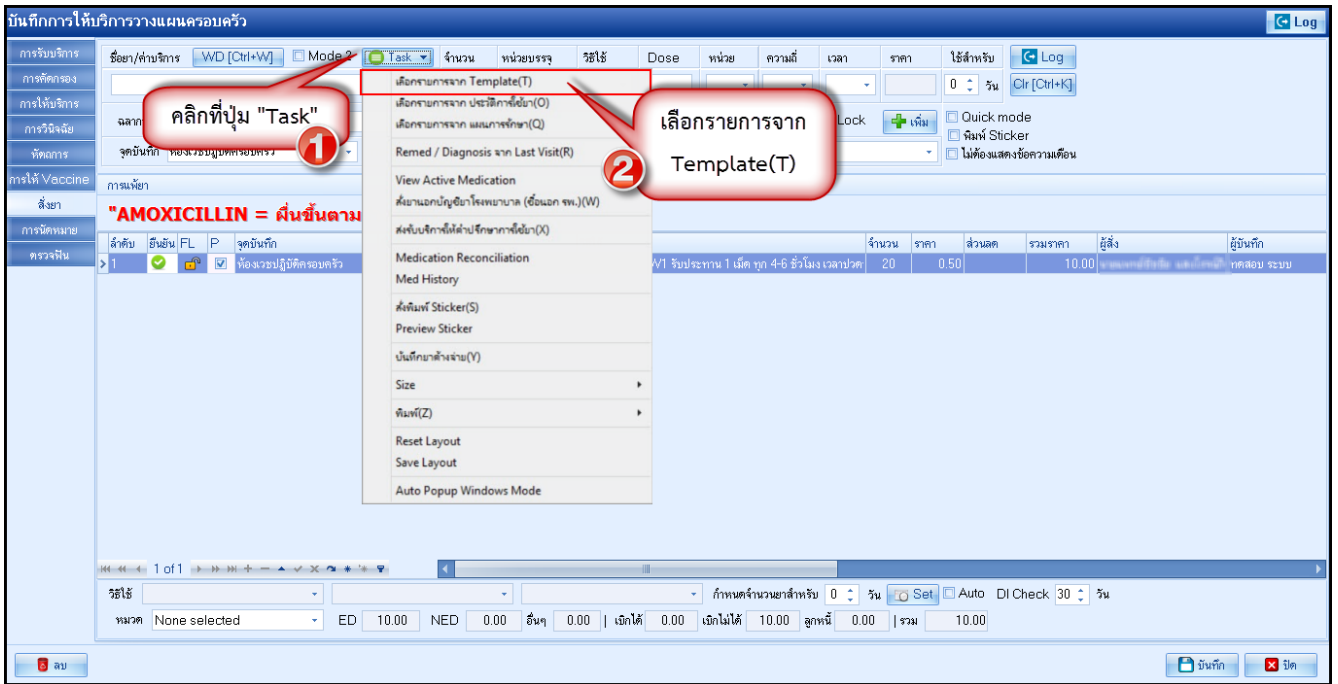 บันทึกการให้บริการวางแผนครอบครัว
Log
การรับบริการ
การคัดกรอง
การให้บริการ
การวินิจฉัย
หัตถการ
การให้ Vaccine
สั่งยา
การนัดหมาย
ตรวจฟัน
ชื่อยา/ค่าบริการ WD [Ctrl+W] Mode 2 Task จำนวน หน่วยบรรจุ วิธีใช้ Dose หน่วย ความถี่ เวลา ราคา ใช้สำหรับ Log
0 วัน Clr [Ctrl+K]
Lock เพิ่ม Quick mode
พิมพ์ Sticker
จุดบันทึก ห้องเวชปฏิบัติครอบครัว ไม่ต้องแสดงข้อความเตือน
คลิกที่ปุ่ม "Task"
1
เลือกรายการจาก
Template(T)
2
เลือกรายการจาก Template(T)
เลือกรายการจาก ประวัติการใช้ยา(O)
เลือกรายการจาก แผนการรักษา(Q)
Remed / Diagnosis จาก Last Visit(R)
View Active Medication
สั่งยานอกบัญชียาโรงพยาบาล (ซื้อนอก รพ.)(W)
ส่งรับบริการให้คำปรึกษาการใช้ยา(X)
Medication Reconciliation
Med History
สั่งพิมพ์ Sticker(S)
Preview Sticker
บันทึกยาค้างจ่าย(Y)
Size
พิมพ์(Z)
Reset Layout
Save Layout
Auto Popup Windows Mode
การแพ้ยา
"AMOXICILLIN = ผื่นขึ้นตาม
ลำดับ ยืนยัน FL P จุดบันทึก จำนวน ราคา ส่วนลด รวมราคา ผู้สั่ง ผู้บันทึก
1 ห้องเวชปฏิบัติครอบครัว รับประทาน 1 เม็ด ทุก 4-6 ชั่วโมง 20 0.50 10.00 ทดสอบ ระบบ
1 of 1
วิธีใช้ กำหนดจำนวนยาสำหรับ 0 วัน Set Auto DI Check 30 วัน
หมวด None selected ED 10.00 NED 0.00 อื่นๆ 0.00 | เบิกได้ 0.00 เบิกไม่ได้ 10.00 ลูกหนี้ 0.00 | รวม 10.00
ลบ บันทึก ปิด